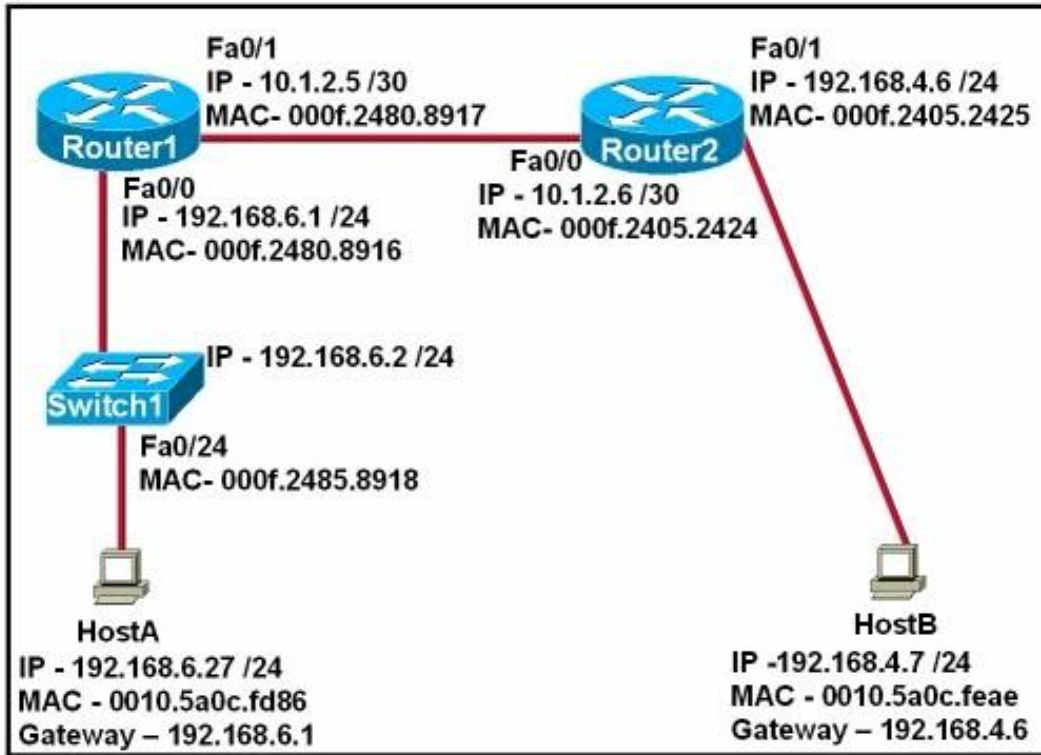 Fa0/1
IP - 10.1.2.5 /30
MAC- 000f.2480.8917
Router1
Fa0/0
IP - 192.168.6.1 /24
MAC- 000f.2480.8916
Fa0/1
IP - 192.168.4.6 /24
MAC- 000f.2405.2425
Router2
Fa0/0
IP - 10.1.2.6 /30
MAC- 000f.2405.2424
IP - 192.168.6.2 /24
Switch1
Fa0/24
MAC- 000f.2485.8918
HostA
IP - 192.168.6.27 /24
MAC - 0010.5a0c.fd86
Gateway – 192.168.6.1
HostB
IP -192.168.4.7 /24
MAC - 0010.5a0c.feae
Gateway – 192.168.4.6